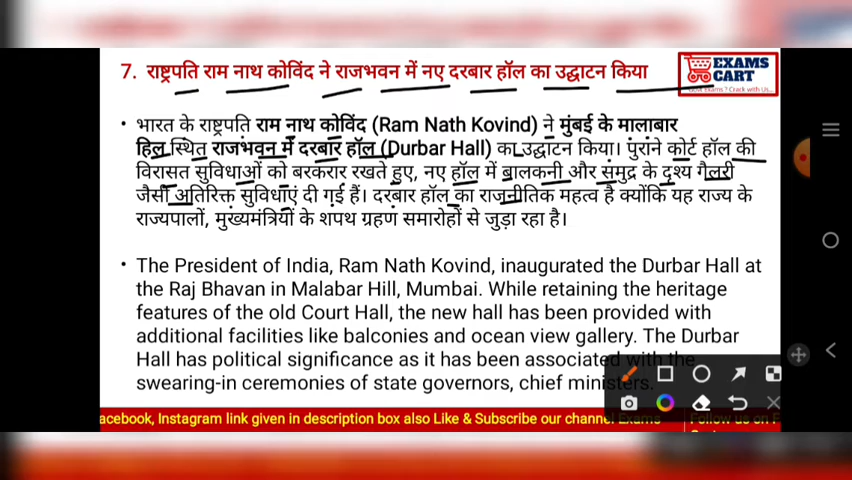 7. राष्ट्रपति राम नाथ कोविंद ने राजभवन में नए दरबार हॉल का उद्घाटन किया
EXAMS
CART
• भारत के राष्ट्रपति राम नाथ कोविंद (Ram Nath Kovind) ने मुंबई के मालाबार
हिल स्थित राजभवन में दरबार हॉल (Durbar Hall) का उद्घाटन किया। पुराने कोर्ट हॉल की
विरासत सुविधाओं को बरकरार रखते हुए, नए हॉल में बालकनी और समुद्र के दृश्य गैलरी
जैसी अतिरिक्त सुविधाएं दी गई हैं। दरबार हॉल का राजनीतिक महत्व है क्योंकि यह राज्य के
राज्यपालों, मुख्यमंत्रियों के शपथ ग्रहण समारोहों से जुड़ा रहा है।
• The President of India, Ram Nath Kovind, inaugurated the Durbar Hall at
the Raj Bhavan in Malabar Hill, Mumbai. While retaining the heritage
features of the old Court Hall, the new hall has been provided with
additional facilities like balconies and ocean view gallery. The Durbar
Hall has political significance as it has been associated with the
swearing-in ceremonies of state governors, chief ministers.
acebook, Instagram link given in description box also Like & Subscribe our channel Exams
Follow us on F